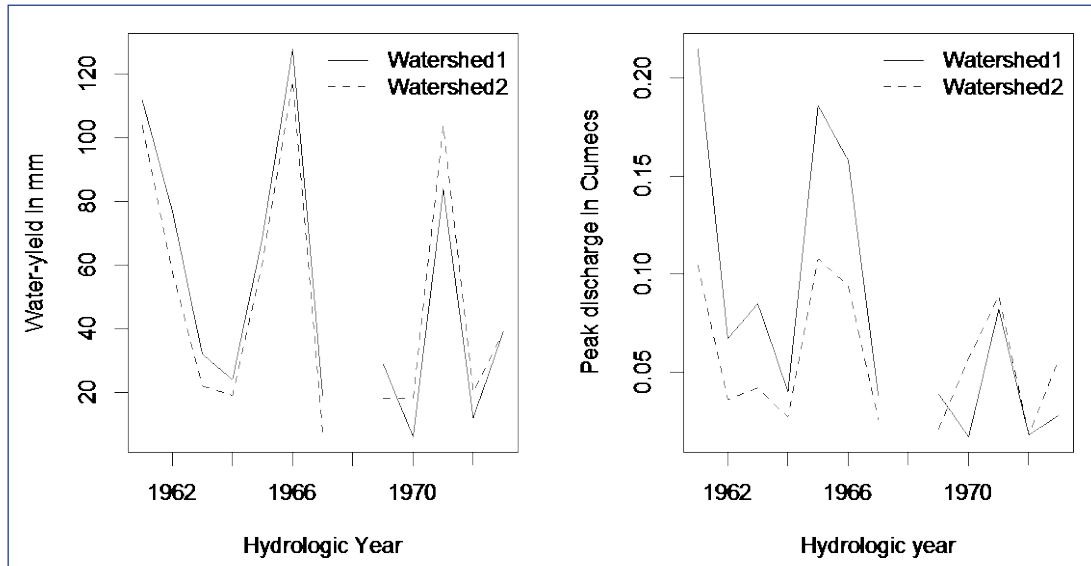 Water-yield in mm
120
100
80
60
40
20
Watershed1
Watershed2
1962
1966
1970
Hydrologic Year
Peak discharge in Cumecs
0.20
0.15
0.10
0.05
Watershed1
Watershed2
1962
1966
1970
Hydrologic year